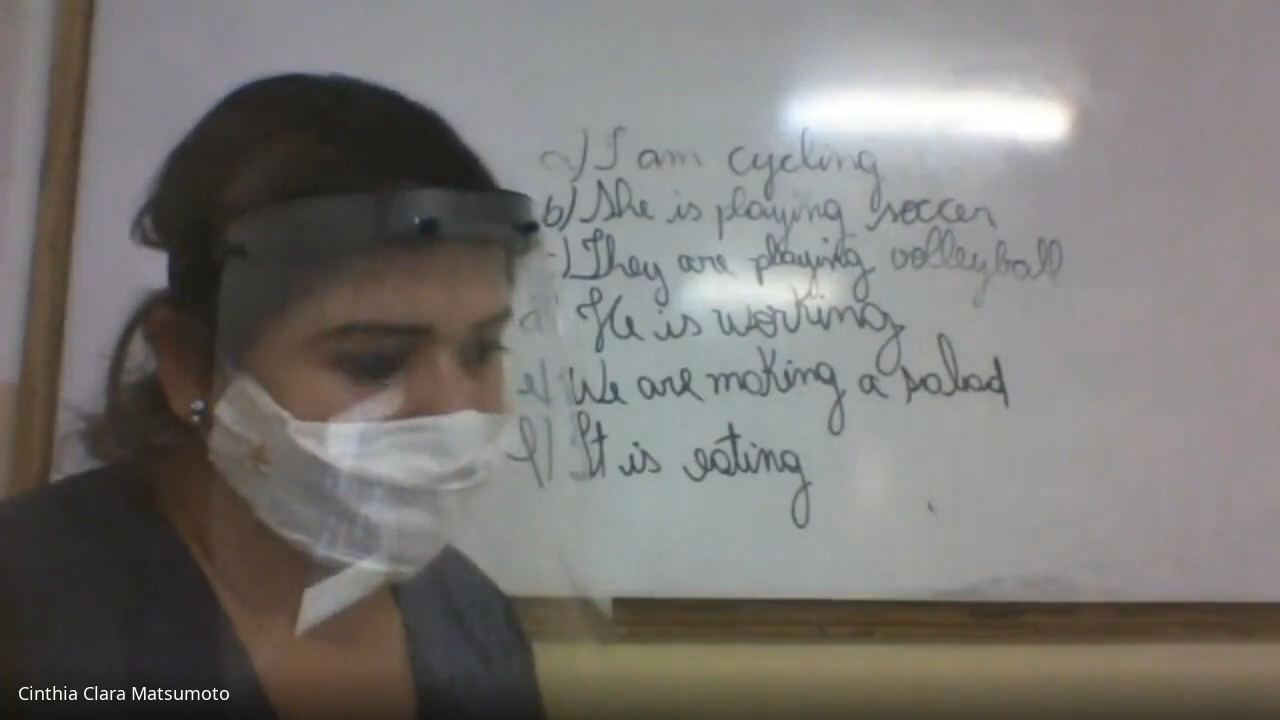 a) I am cycling
b) She is playing soccer
) They are playing volleyball
d He is working
e) We are making a salad
f) It is eating
Cinthia Clara Matsumoto